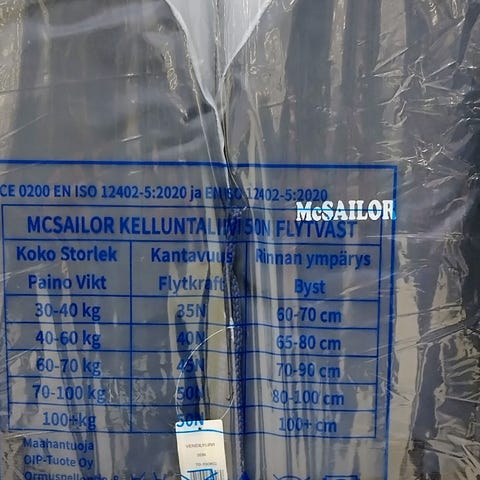 CE 0200 EN ISO 12402-5:2020 ja EN ISO 12402-5:2020
McSAILOR
MCSAILOR KELLUNTALIIVI 50N FLYTVÄST
Koko Storlek Kantavuus Rinnan ympärys
Paino Vikt Flytkraft Byst
30-40 kg 35N 60-70 cm
40-60 kg 40N 65-80 cm
60-70 kg 45N 70-90 cm
70-100 kg 50N 80-100 cm
100+kg 50N 100+ cm
Maahantuoja
OIP-Tuote Oy
50N